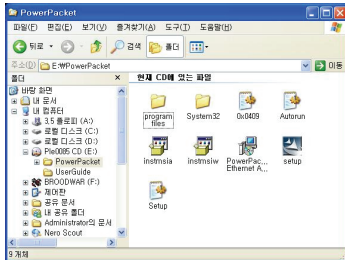 PowerPacket
파일(F) 편집(E) 보기(V) 즐겨찾기(A) 도구(T) 도움말(H)
뒤로 검색 폴더
주소(D) E:\PowerPacket 이동
폴더
바탕 화면
내 문서
내 컴퓨터
3.5 플로피 (A:)
로컬 디스크 (C:)
로컬 디스크 (D:)
Ple0085 CD (E:)
PowerPacket
UserGuide
BROODWAR (F:)
제어판
공유 문서
내 공유 폴더
Administrator의 문서
Nero Scout
현재 CD에 있는 파일
program files
System32
0x0409
Autorun
instmsia
instmsiw
PowerPac... Ethernet A...
setup
Setup
9 개체